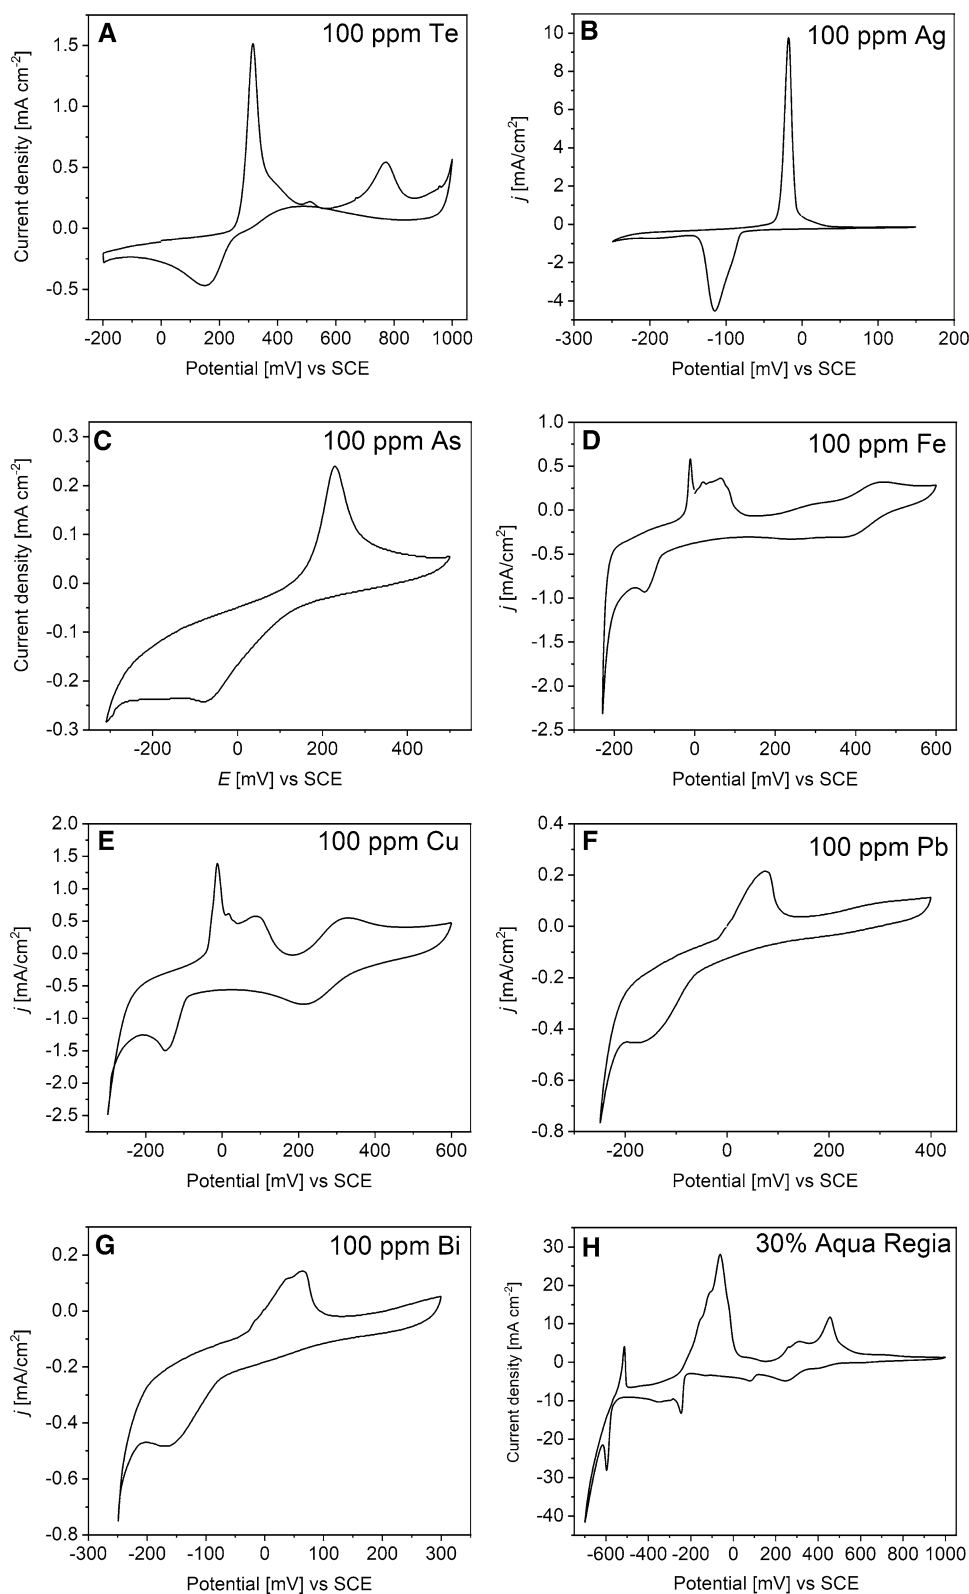 A
100 ppm Te
Current density [mA cm-2]
1.5
1.0
0.5
0.0
-0.5
-200 0 200 400 600 800 1000
Potential [mV] vs SCE
B
100 ppm Ag
j [mA/cm2]
10
8
6
4
2
0
-2
-4
-300 -200 -100 0 100 200
Potential [mV] vs SCE
C
100 ppm As
Current density [mA cm-2]
0.3
0.2
0.1
0.0
-0.1
-0.2
-0.3
-200 0 200 400
E [mV] vs SCE
D
100 ppm Fe
j [mA/cm2]
1.0
0.5
0.0
-0.5
-1.0
-1.5
-2.0
-2.5
-200 0 200 400 600
Potential [mV] vs SCE
E
100 ppm Cu
j [mA/cm2]
2.0
1.5
1.0
0.5
0.0
-0.5
-1.0
-1.5
-2.0
-2.5
-200 0 200 400 600
Potential [mV] vs SCE
F
100 ppm Pb
j [mA/cm2]
0.4
0.2
0.0
-0.2
-0.4
-0.6
-0.8
-200 0 200 400
Potential [mV] vs SCE
G
100 ppm Bi
j [mA/cm2]
0.2
0.0
-0.2
-0.4
-0.6
-0.8
-300 -200 -100 0 100 200 300
Potential [mV] vs SCE
H
30% Aqua Regia
Current density [mA cm-2]
30
20
10
0
-10
-20
-30
-40
-600 -400 -200 0 200 400 600 800 1000
Potential [mV] vs SCE